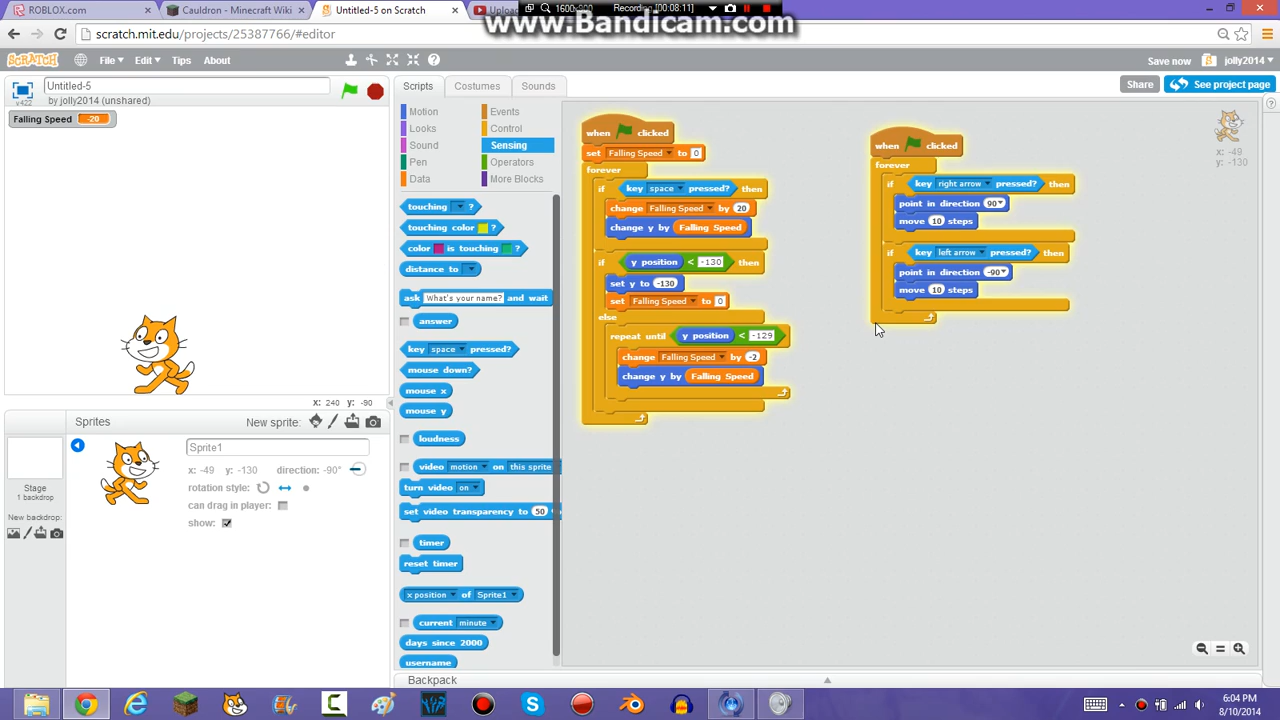 ROBLOX.com
Cauldron - Minecraft Wiki
Untitled-5 on Scratch
Upload
1600x900
Recording [00:08:11]
www.Bandicam.com
scratch.mit.edu/projects/25387766/#editor
SCRATCH
File
Edit
Tips
About
Save now
jolly2014
v422
Untitled-5
by jolly2014 (unshared)
Scripts
Costumes
Sounds
Share
See project page
Falling Speed -20
Motion
Events
Looks
Control
Sound
Sensing
Pen
Operators
Data
More Blocks
x: -49
y: -130
touching ?
touching color ?
color is touching ?
distance to
ask What's your name? and wait
answer
key space pressed?
mouse down?
mouse x
mouse y
loudness
video motion on this sprite
turn video on
set video transparency to 50
timer
reset timer
x position of Sprite1
current minute
days since 2000
username
when clicked
set Falling Speed to 0
forever
if key space pressed? then
change Falling Speed by 20
change y by Falling Speed
if y position < -130 then
set y to -130
set Falling Speed to 0
else
repeat until y position < -129
change Falling Speed by -2
change y by Falling Speed
when clicked
forever
if key right arrow pressed? then
point in direction 90
move 10 steps
if key left arrow pressed? then
point in direction -90
move 10 steps
x: 240 y: -90
Sprites
New sprite:
Sprite1
x: -49 y: -130 direction: -90°
rotation style:
can drag in player:
show:
Stage
1 backdrop
New backdrop:
Backpack
6:04 PM
8/10/2014